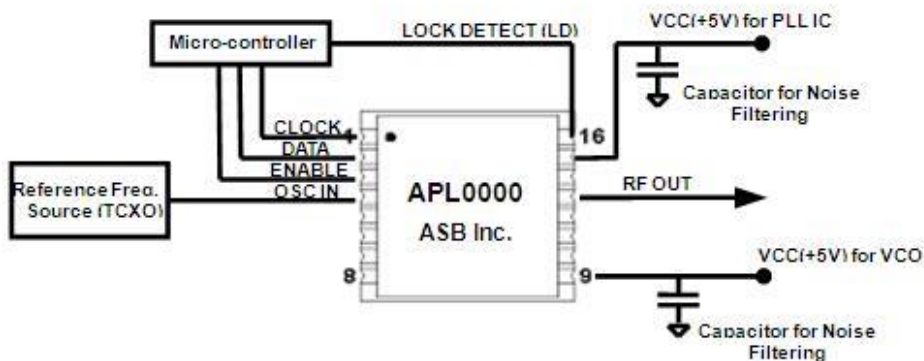 VCC(+5V) for PLL IC
Micro-controller
LOCK DETECT (LD)
Capacitor for Noise
Filtering
CLOCK
1
16
DATA
ENABLE
OSC IN
Reference Freq.
Source (TCXO)
APL0000
ASB Inc.
RF OUT
8
9
VCC(+5V) for VCO
Capacitor for Noise
Filtering